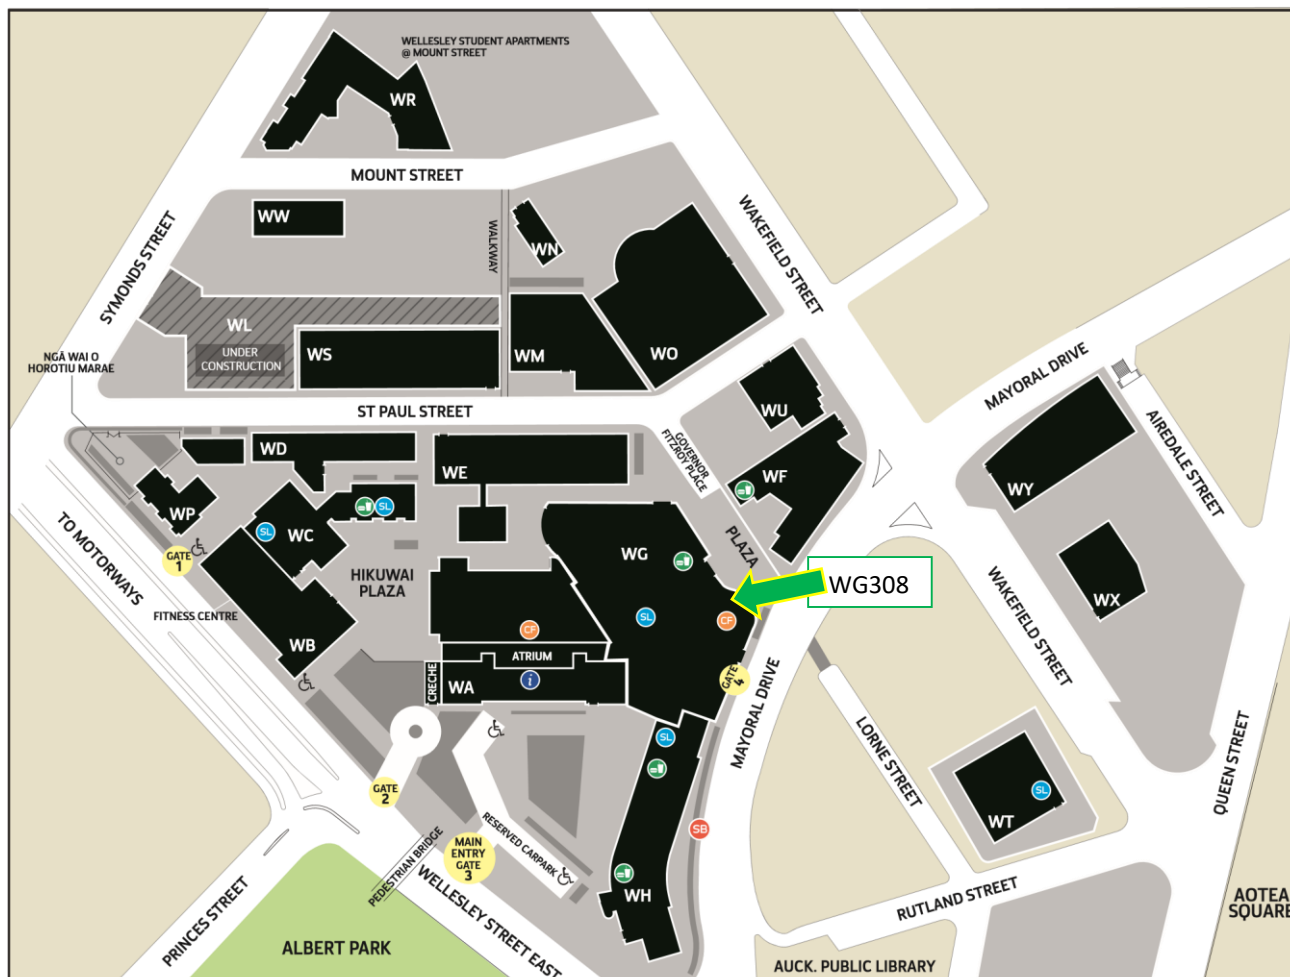 WELLESLEY STUDENT APARTMENTS
@ MOUNT STREET
WR
MOUNT STREET
WW
WALKWAY
WN
WAKEFIELD STREET
SYMONDS STREET
WL
UNDER
CONSTRUCTION
WS
WM
WO
NGĀ WAI O
HOROTIU MARAE
MAYORAL DRIVE
ST PAUL STREET
WU
AIREDALE STREET
WD
WE
GOVERNOR
FITZROY PLACE
WF
WY
WP
SL
WC
SL
WG
PLAZA
TO MOTORWAYS
GATE
1
HIKUWAI
PLAZA
WG308
WX
WAKEFIELD STREET
FITNESS CENTRE
WB
CF
SL
CF
ATRIUM
CRECHE
WA
i
GATE
4
MAYORAL DRIVE
LORNE STREET
QUEEN STREET
SL
GATE
2
SL
WT
SB
RESERVED CARPARK
MAIN
ENTRY
GATE
3
PEDESTRIAN BRIDGE
WH
RUTLAND STREET
AOTEA
SQUARE
PRINCES STREET
ALBERT PARK
WELLESLEY STREET EAST
AUCK. PUBLIC LIBRARY